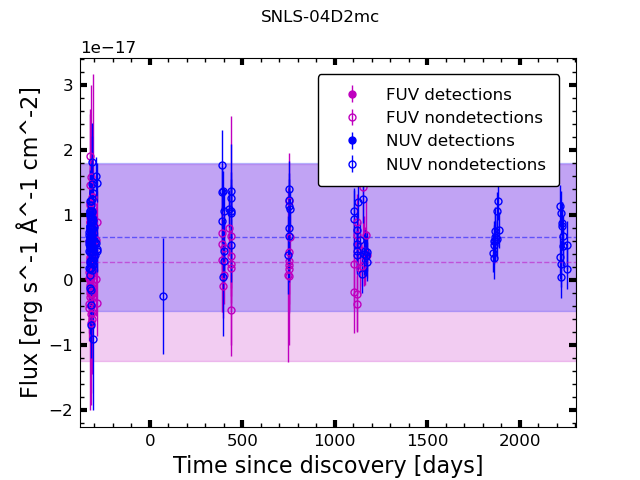 SNLS-04D2mc
1e−17
3
2
1
0
−1
−2
Flux [erg s^-1 Å^-1 cm^-2]
FUV detections
FUV nondetections
NUV detections
NUV nondetections
0 500 1000 1500 2000
Time since discovery [days]